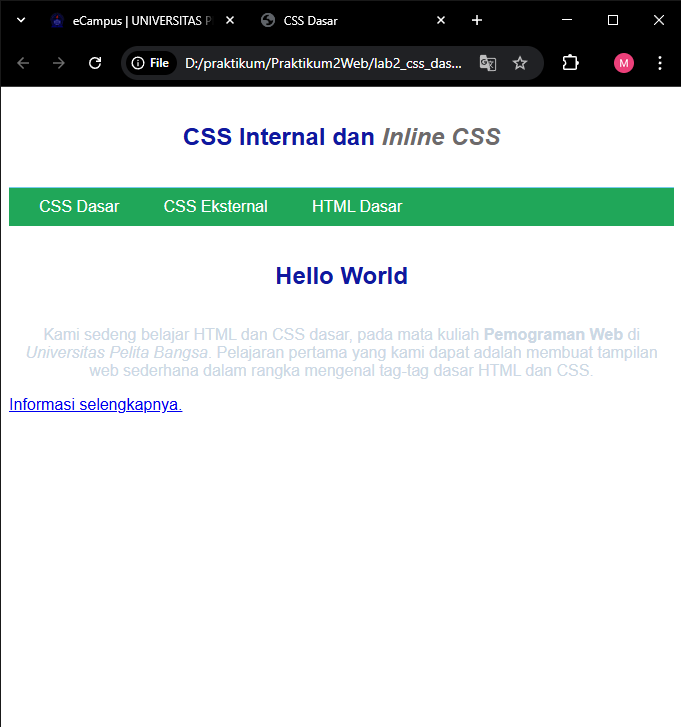 eCampus | UNIVERSITAS P
CSS Dasar
File
D:/praktikum/Praktikum2Web/lab2_css_das...
M
CSS Internal dan Inline CSS
CSS Dasar CSS Eksternal HTML Dasar
Hello World
Kami sedeng belajar HTML dan CSS dasar, pada mata kuliah Pemograman Web di
Universitas Pelita Bangsa. Pelajaran pertama yang kami dapat adalah membuat tampilan
web sederhana dalam rangka mengenal tag-tag dasar HTML dan CSS.
Informasi selengkapnya.